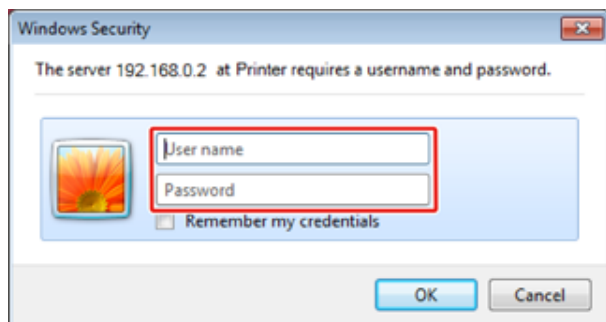 Windows Security
The server 192.168.0.2 at Printer requires a username and password.
User name
Password
Remember my credentials
OK Cancel